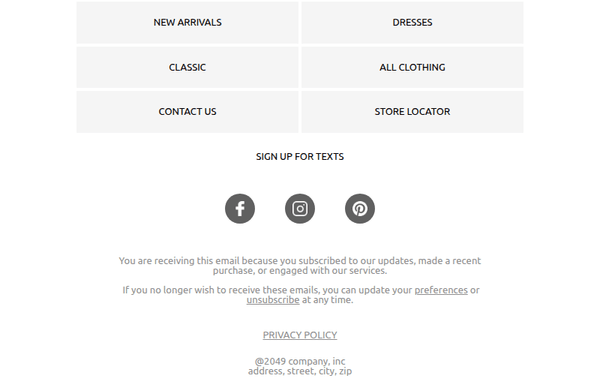 NEW ARRIVALS
DRESSES
CLASSIC
ALL CLOTHING
CONTACT US
STORE LOCATOR
SIGN UP FOR TEXTS
You are receiving this email because you subscribed to our updates, made a recent
purchase, or engaged with our services.
If you no longer wish to receive these emails, you can update your preferences or
unsubscribe at any time.
PRIVACY POLICY
@2049 company, inc
address, street, city, zip